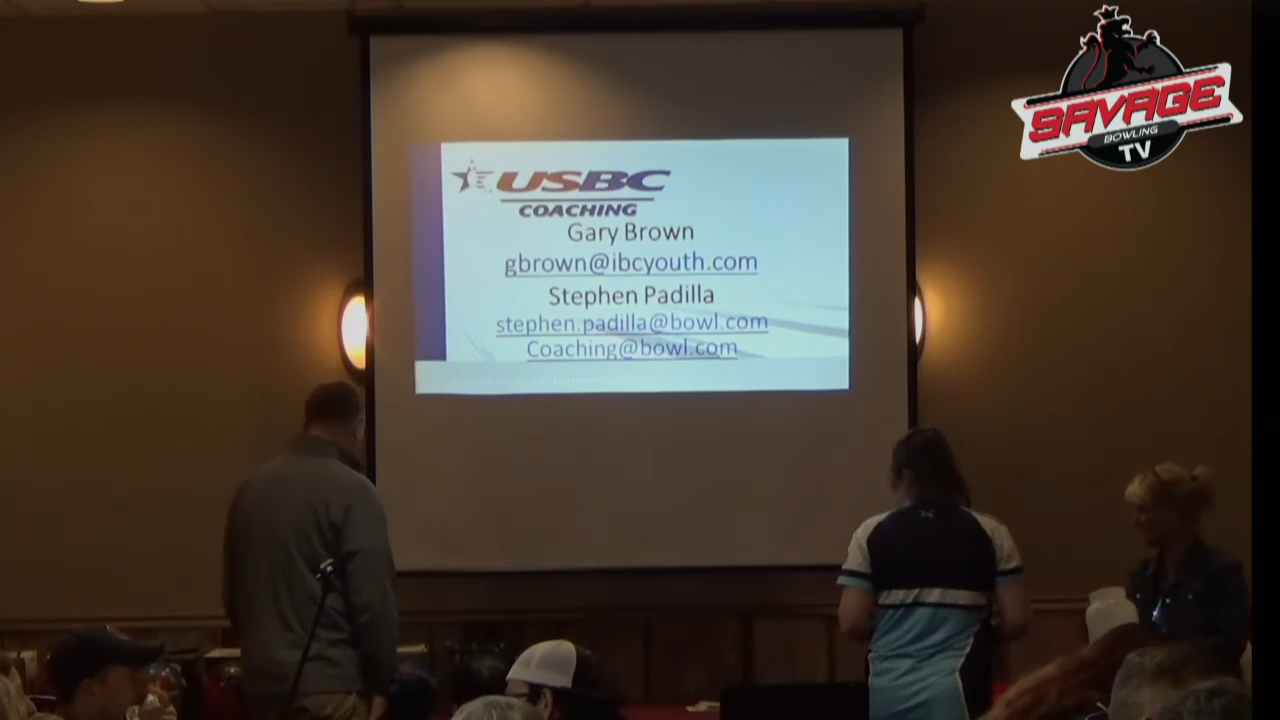 SAVAGE
BOWLING
TV
USBC
COACHING
Gary Brown
gbrown@ibcyouth.com
Stephen Padilla
stephen.padilla@bowl.com
Coaching@bowl.com